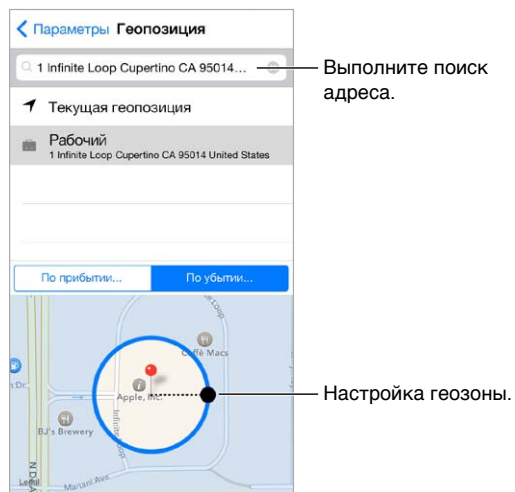 Параметры Геопозиция
1 Infinite Loop Cupertino CA 95014...
Выполните поиск
адреса.
Текущая геопозиция
Рабочий
1 Infinite Loop Cupertino CA 95014 United States
По прибытии...
По убытии...
Loop
Caffè Macs
Apple, Inc.
Настройка геозоны.
Dr.
BJ's Brewery
Infinite Loop
Mariani Ave